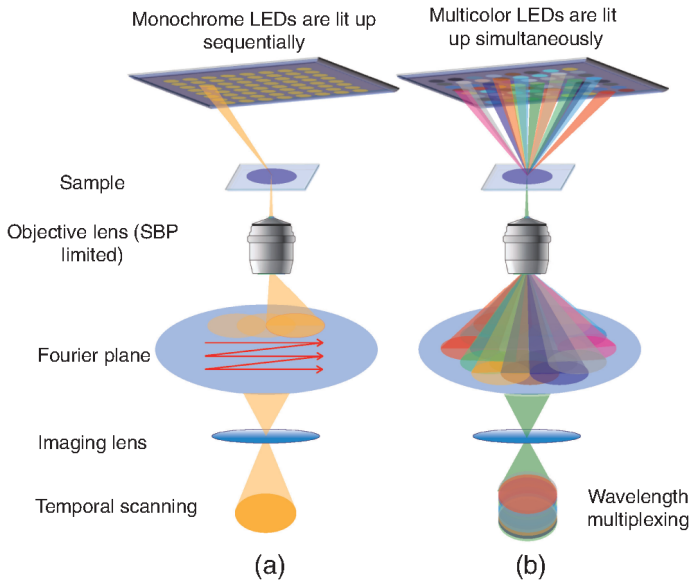 Monochrome LEDs are lit up
sequentially
Multicolor LEDs are lit
up simultaneously
Sample
Objective lens (SBP
limited)
Fourier plane
Imaging lens
Temporal scanning
Wavelength
multiplexing
(a)
(b)